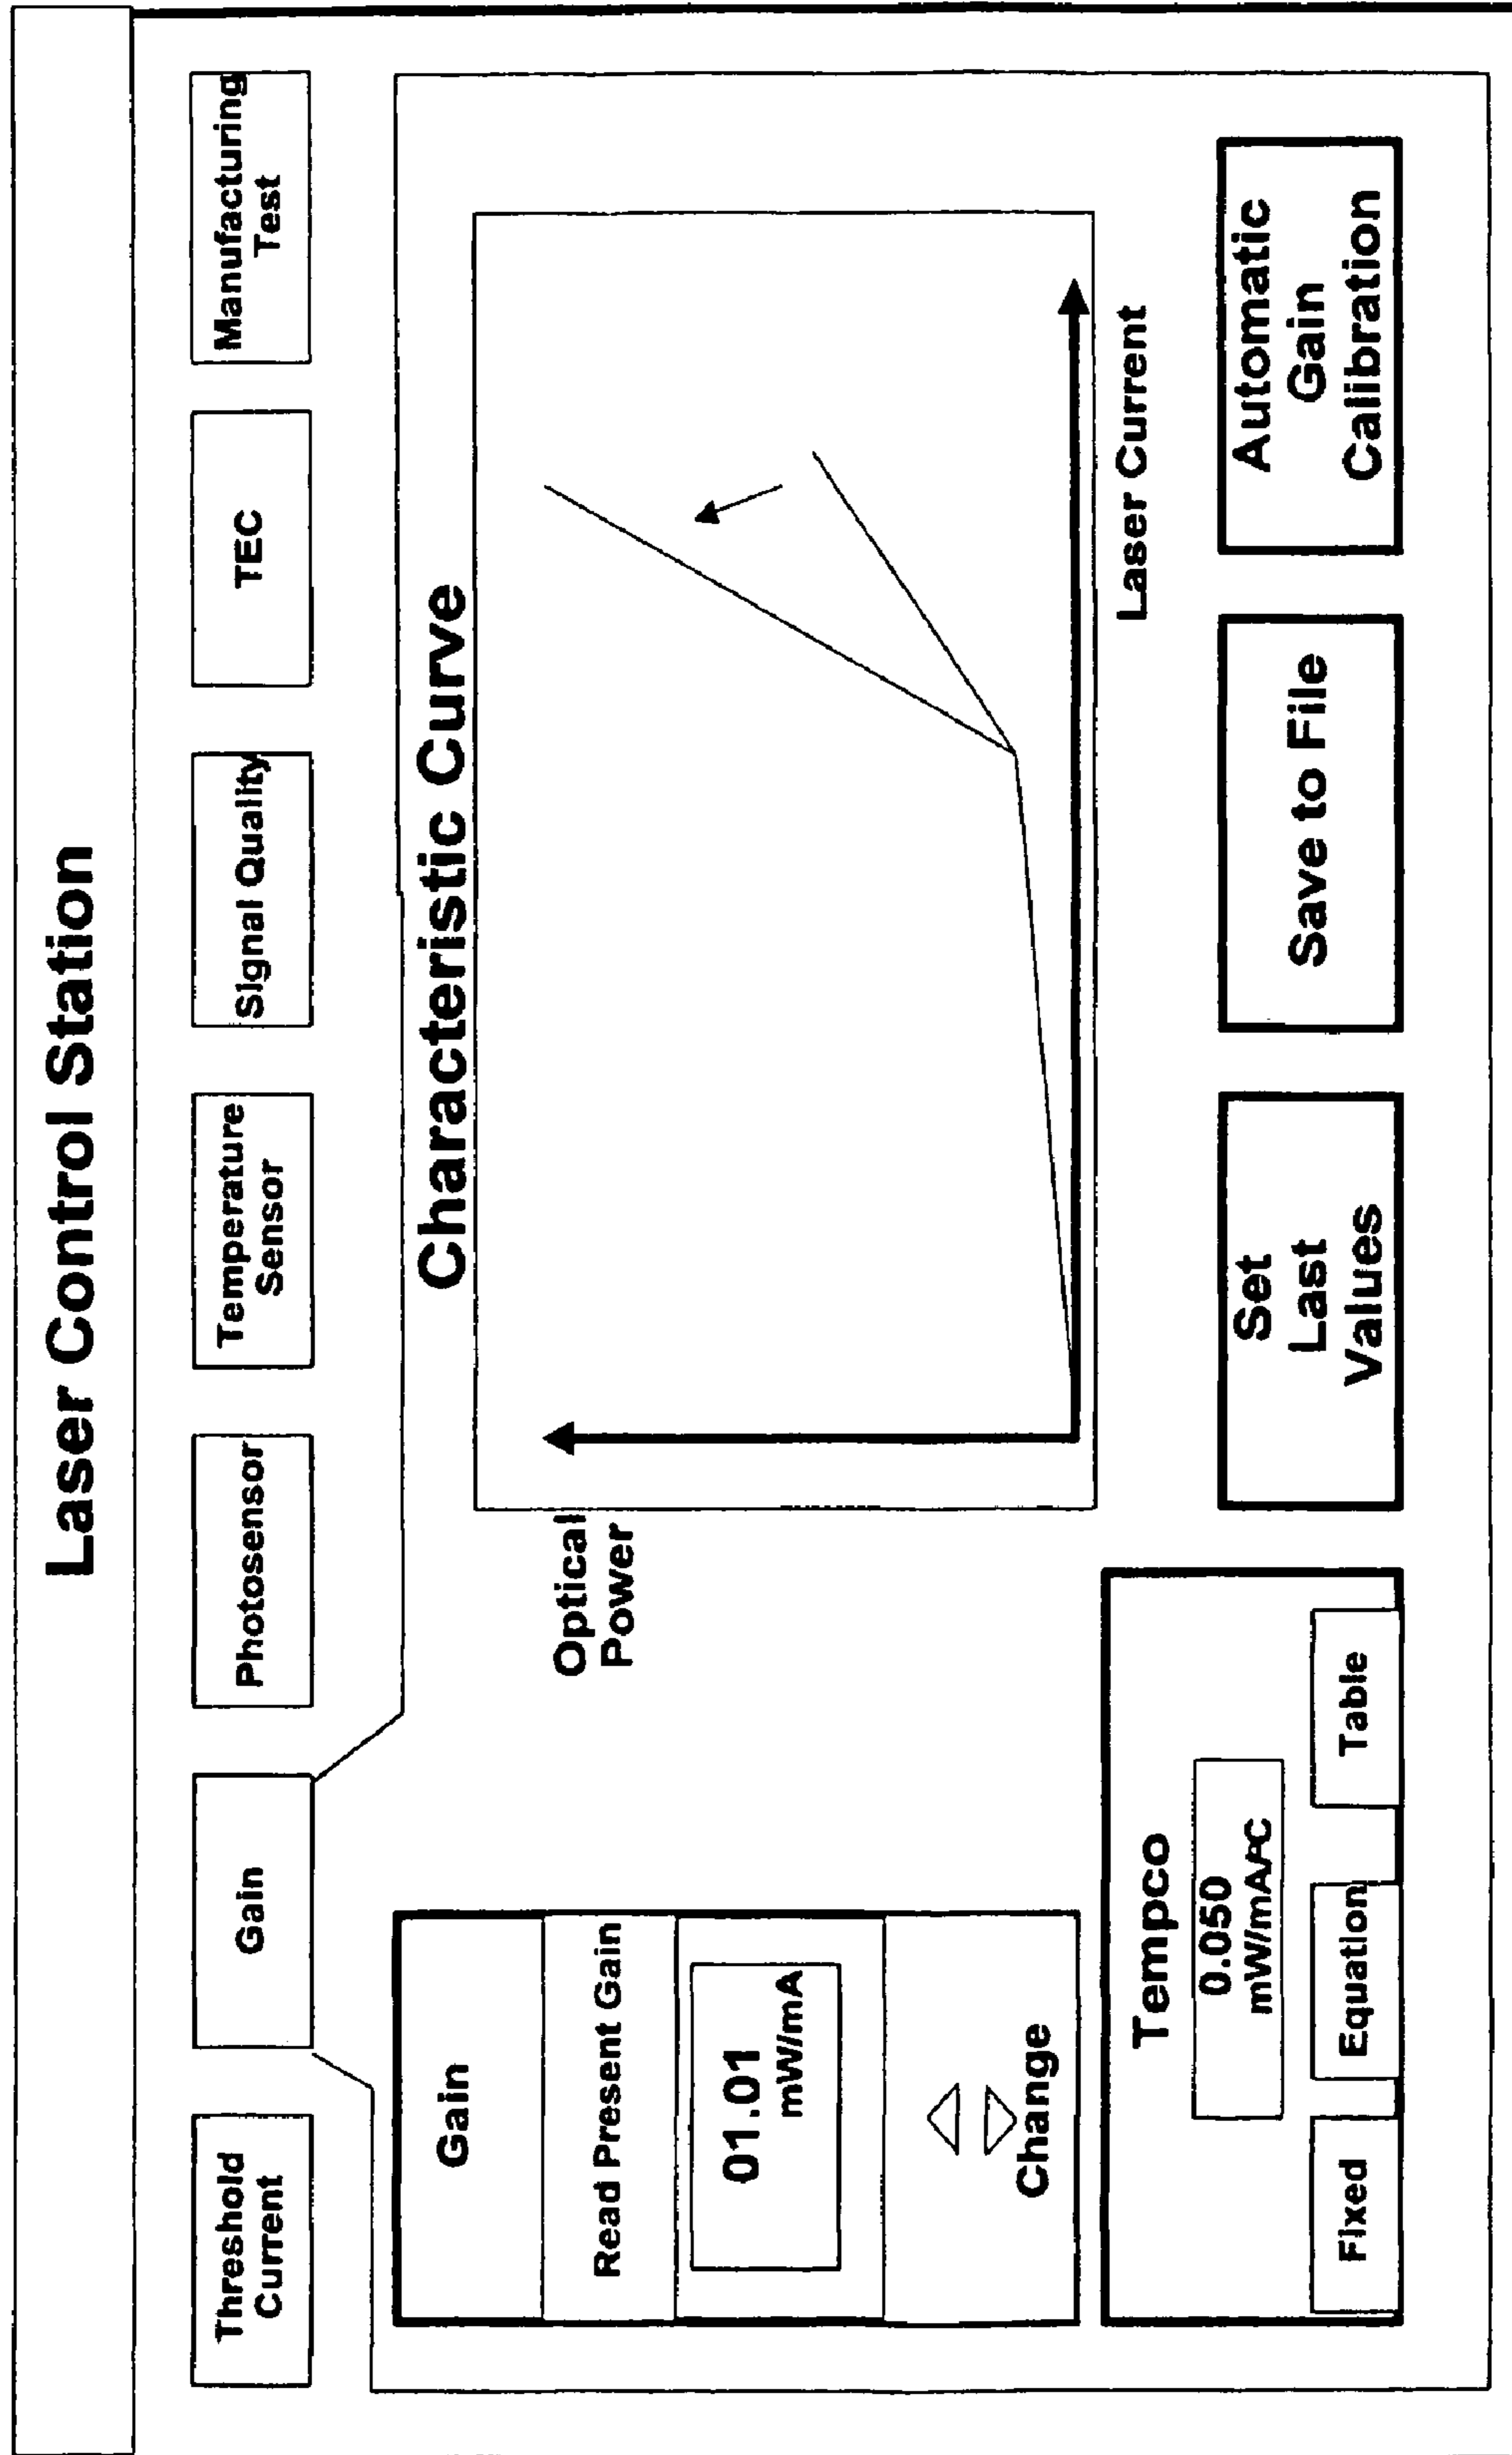 Laser Control Station
Threshold
Current
Gain
Photosensor
Temperature
Sensor
Signal Quality
TEC
Manufacturing
Test
Gain
Read Present Gain
01.01
mW/mA
Change
Characteristic Curve
Optical
Power
Laser Current
Tempco
0.050
mW/mA/ºC
Fixed
Equation
Table
Set
Last
Values
Save to File
Automatic
Gain
Calibration